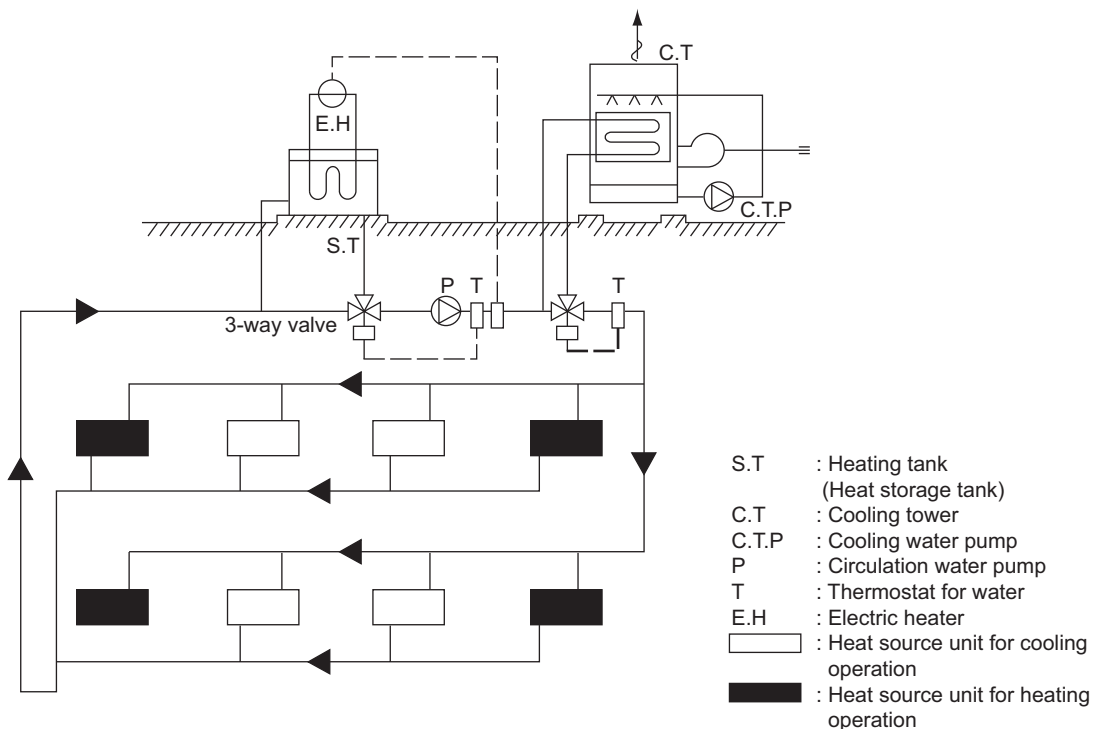 C.T
E.H
C.T.P
S.T
P
T
T
3-way valve
S.T : Heating tank
(Heat storage tank)
C.T : Cooling tower
C.T.P : Cooling water pump
P : Circulation water pump
T : Thermostat for water
E.H : Electric heater
: Heat source unit for cooling
operation
: Heat source unit for heating
operation